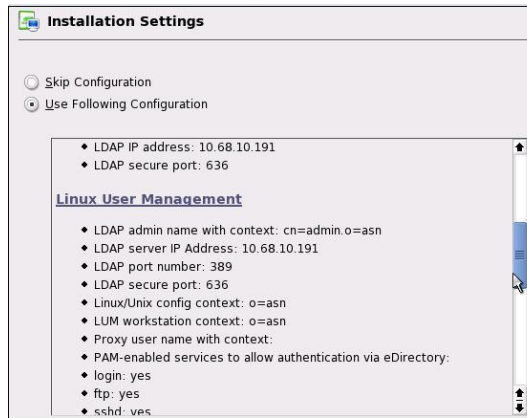 Installation Settings
Skip Configuration
Use Following Configuration
LDAP IP address: 10.68.10.191
LDAP secure port: 636
Linux User Management
LDAP admin name with context: cn=admin.o=asn
LDAP server IP Address: 10.68.10.191
LDAP port number: 389
LDAP secure port: 636
Linux/Unix config context: o=asn
LUM workstation context: o=asn
Proxy user name with context:
PAM-enabled services to allow authentication via eDirectory:
login: yes
ftp: yes
sshd: yes